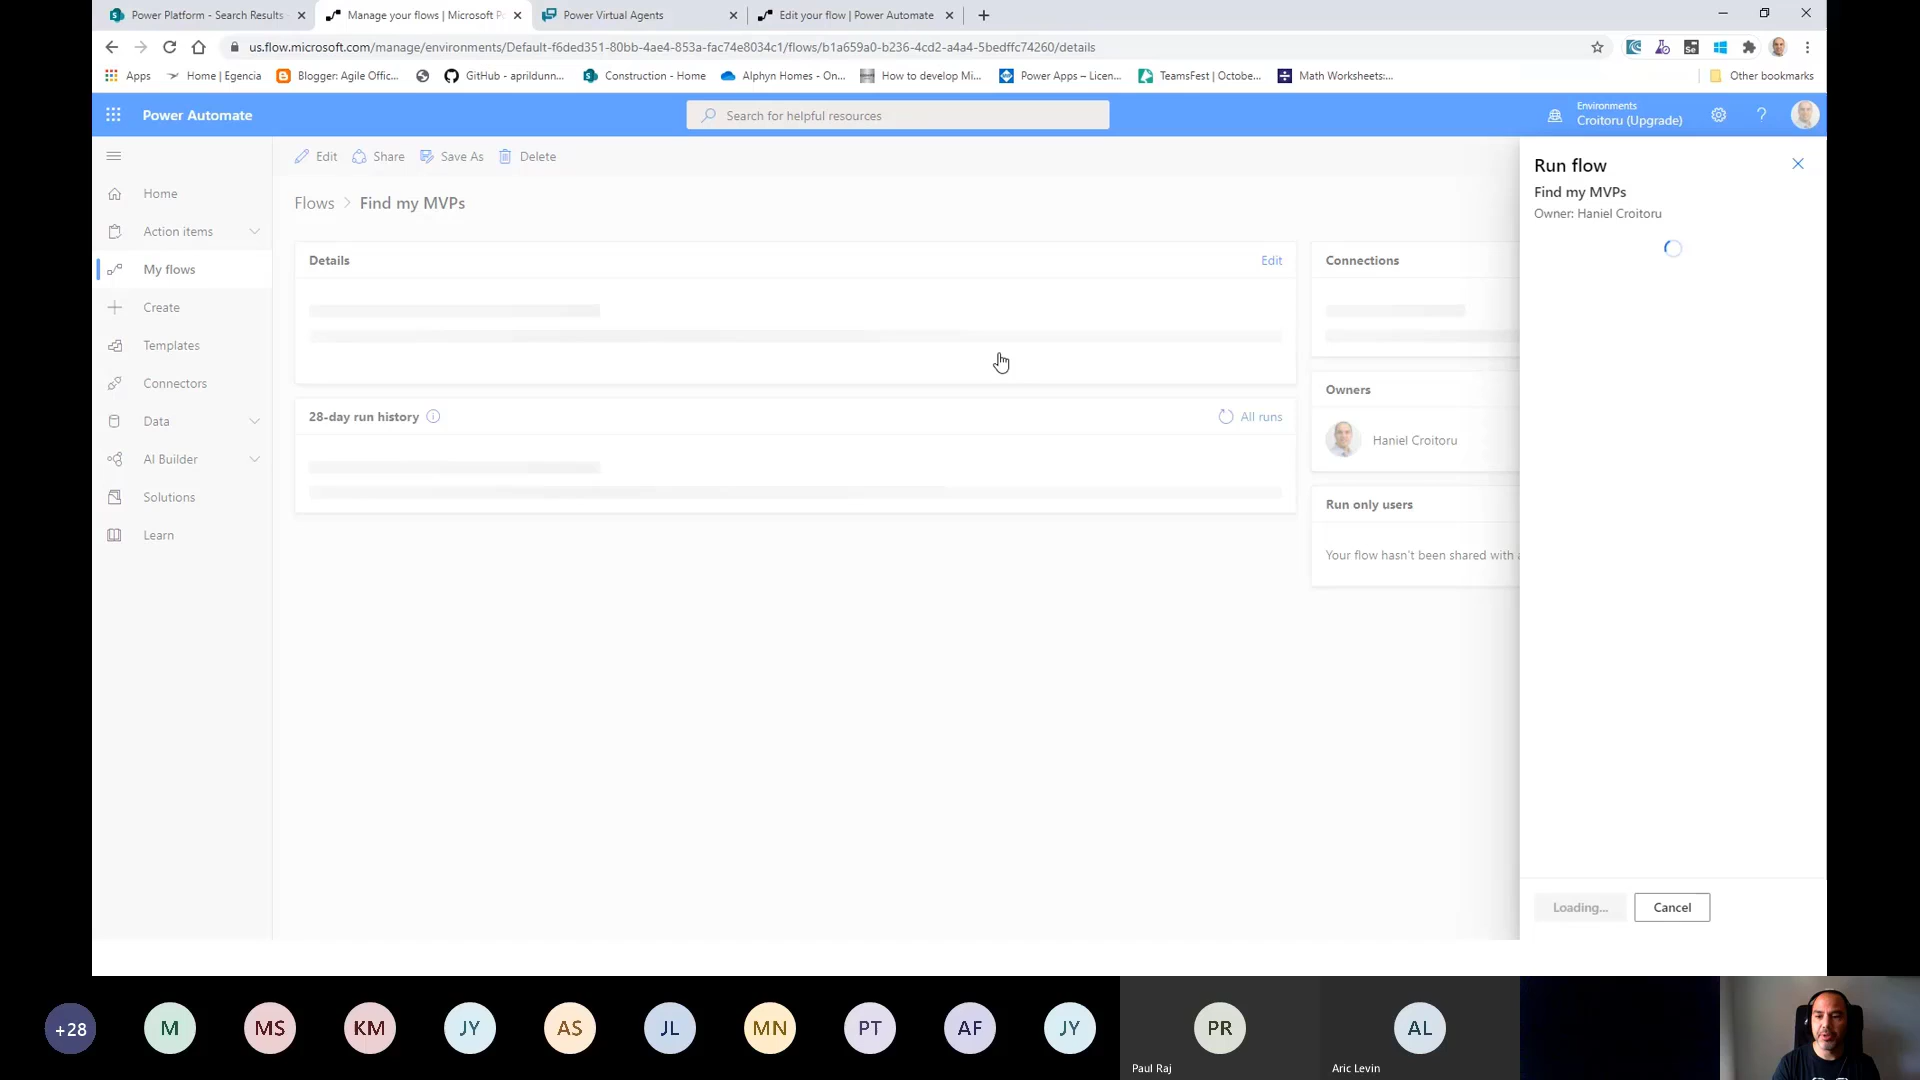 Power Platform - Search Results
Manage your flows | Microsoft Po
Power Virtual Agents
Edit your flow | Power Automate
us.flow.microsoft.com/manage/environments/Default-f6ded351-80bb-4ae4-853a-fac74e8034c1/flows/b1a659a0-b236-4cd2-a4a4-5bedffc74260/details
Apps
Home | Egencia
Blogger: Agile Offic...
GitHub - aprildunn...
Construction - Home
Alphyn Homes - On...
How to develop Mi...
Power Apps – Licen...
TeamsFest | Octobe...
Math Worksheets:...
Other bookmarks
Power Automate
Search for helpful resources
Environments
Croitoru (Upgrade)
?
Edit
Share
Save As
Delete
Home
Action items
My flows
Create
Templates
Connectors
Data
AI Builder
Solutions
Learn
Flows > Find my MVPs
Details
Edit
28-day run history
All runs
Connections
Owners
Haniel Croitoru
Run only users
Your flow hasn't been shared with a
Run flow
Find my MVPs
Owner: Haniel Croitoru
Loading...
Cancel
+28
M
MS
KM
JY
AS
JL
MN
PT
AF
JY
PR
Paul Raj
AL
Aric Levin